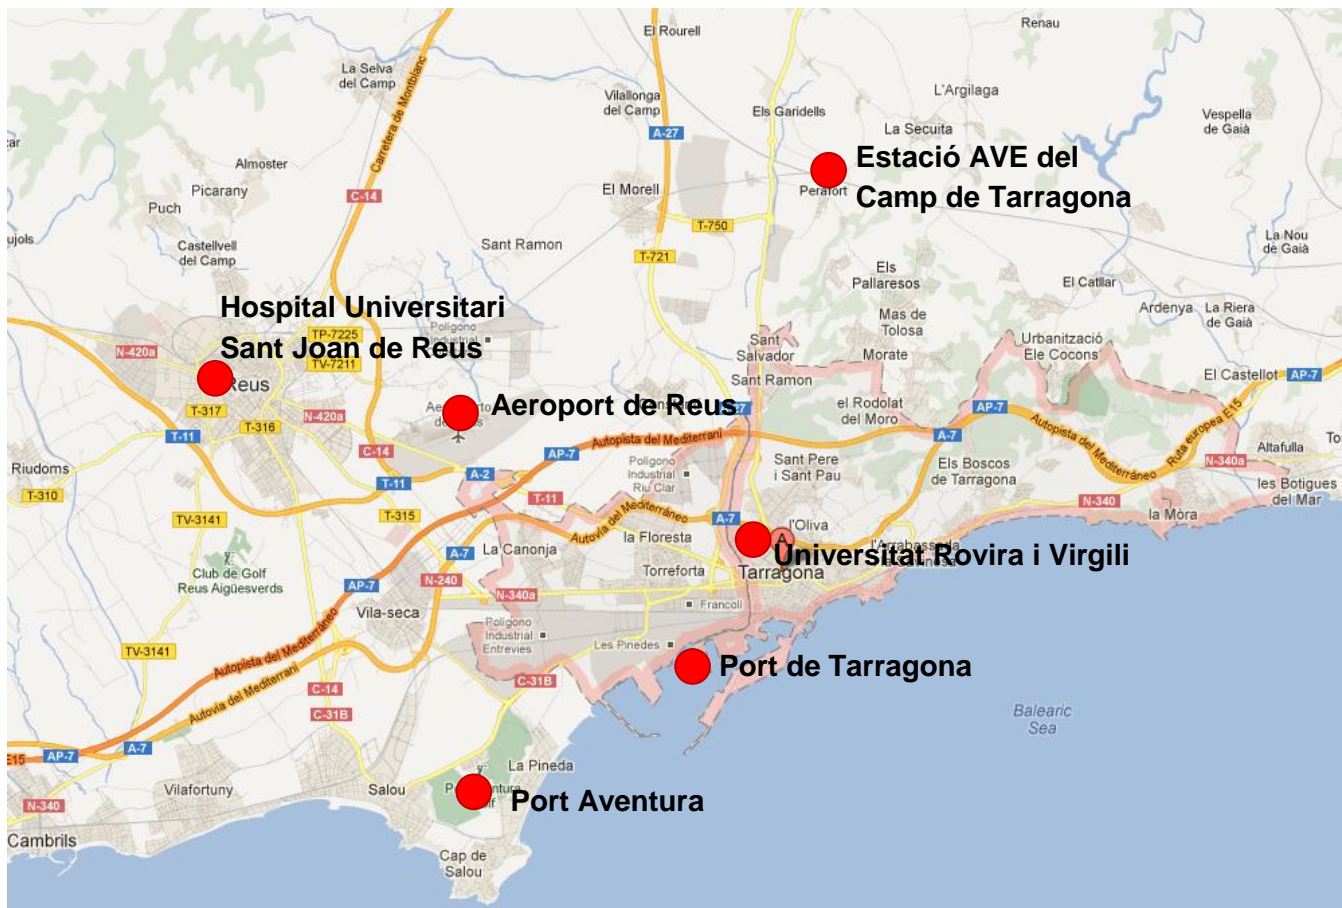 Renau
El Rourell
La Selva
del Camp
Vilallonga
del Camp
L'Argilaga
Els Garidells
Vespella
de Gaià
La Secuita
A-27
Carretera de Montblanc
Estació AVE del
Camp de Tarragona
Almoster
Picarany
El Morell
Perafort
C-14
Puch
T-750
Castellvell
del Camp
Sant Ramon
T-721
La Nou
de Gaià
Els
Pallaresos
El Catllar
Ardenya
La Riera
de Gaià
Hospital Universitari
Sant Joan de Reus
Mas de
Tolosa
TP-7225
TV-7211
Polígono
Industrial
Sant
Salvador
Morate
Urbanització
Ele Cocons
N-420a
Reus
Sant Ramon
El Castellot
AP-7
T-317
N-420a
Aeroport de Reus
el Rodolat
del Moro
AP-7
T-316
T-11
C-14
AP-7
Autopista del Mediterrani
A-7
Autopista del Mediterráneo
Ruta europea E15
Altafulla
Riudoms
A-2
Polígono
Industrial
Riu Clar
Sant Pere
i Sant Pau
Els Boscos
de Tarragona
N-340a
T-310
T-11
T-11
N-340
les Botigues
del Mar
TV-3141
T-315
Autovía del Mediterráneo
A-7
la Mòra
l'Oliva
La Canonja
la Floresta
A
A-7
Universitat Rovira i Virgili
Club de Golf
Reus Aigüesverds
Torreforta
Tarragona
AP-7
N-240
N-340a
Francolí
Vila-seca
Polígono
Industrial
Entrevies
Les Pinedes
TV-3141
Autopista del Mediterráneo
Port de Tarragona
C-31B
C-14
Autovia del Mediterrani
C-31B
Balearic
Sea
E15
AP-7
A-7
La Pineda
Vilafortuny
Salou
Port Aventura
N-340
Cambrils
Cap de
Salou